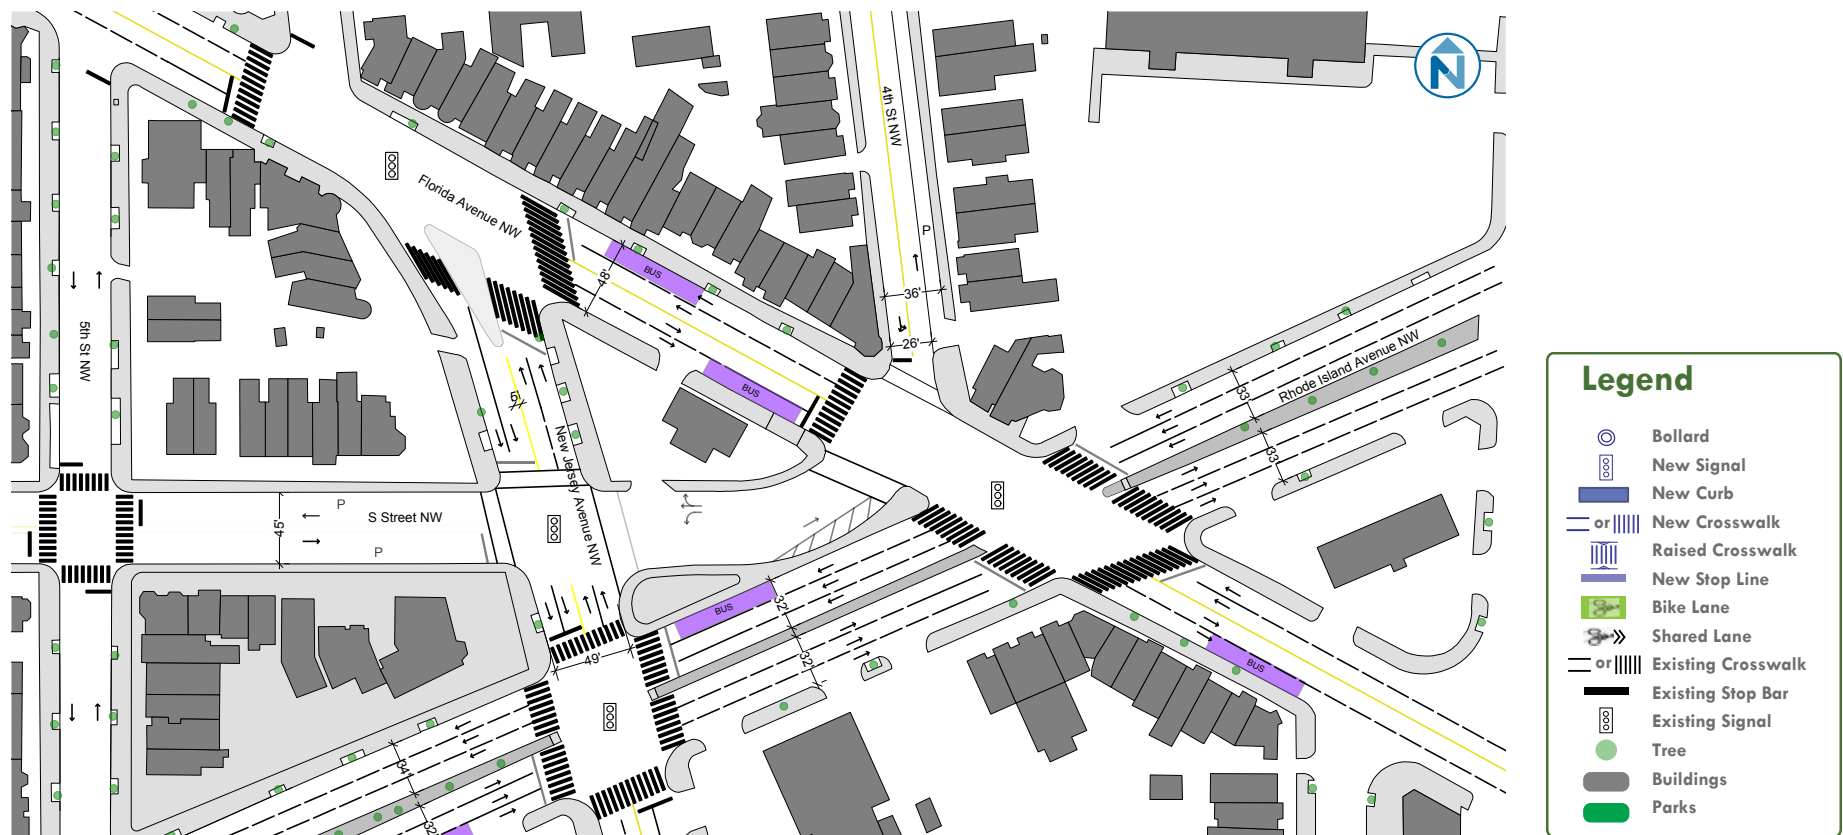 N
4th St NW
Florida Avenue NW
P
BUS
48'
36'
26'
5th St NW
BUS
5'
Rhode Island Avenue NW
33'
33'
New Jersey Avenue NW
P
S Street NW
45'
P
BUS
32'
32'
49'
BUS
34'
32'
Legend
Bollard
New Signal
New Curb
or New Crosswalk
Raised Crosswalk
New Stop Line
Bike Lane
Shared Lane
or Existing Crosswalk
Existing Stop Bar
Existing Signal
Tree
Buildings
Parks